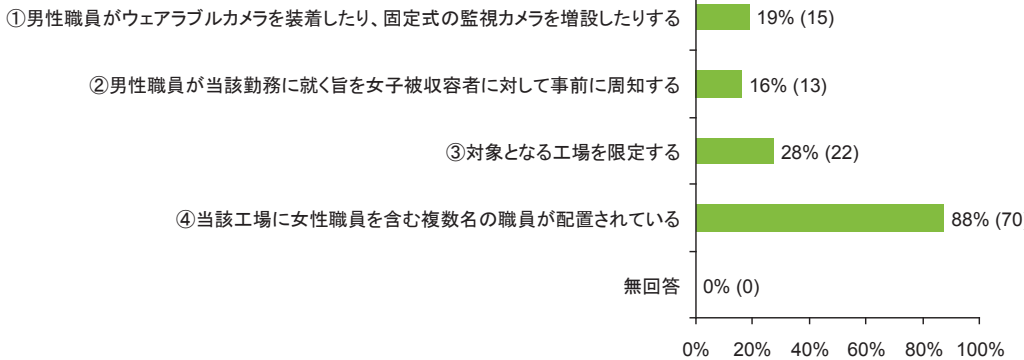 ①男性職員がウェアラブルカメラを装着したり、固定式の監視カメラを増設したりする 19% (15)
②男性職員が当該勤務に就く旨を女子被収容者に対して事前に周知する 16% (13)
③対象となる工場を限定する 28% (22)
④当該工場に女性職員を含む複数名の職員が配置されている 88% (70
無回答 0% (0)
0% 20% 40% 60% 80% 100%